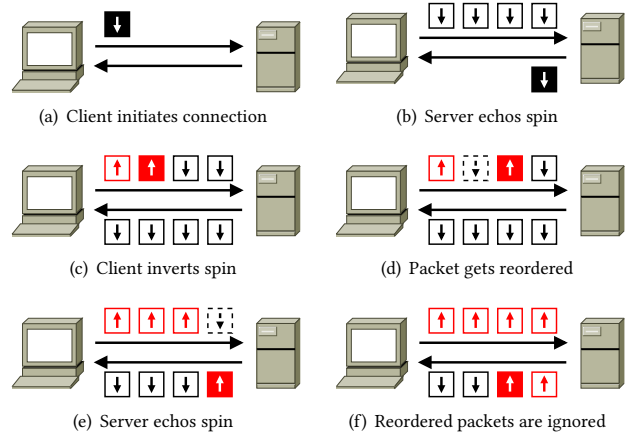 (a) Client initiates connection
(b) Server echos spin
(c) Client inverts spin
(d) Packet gets reordered
(e) Server echos spin
(f) Reordered packets are ignored